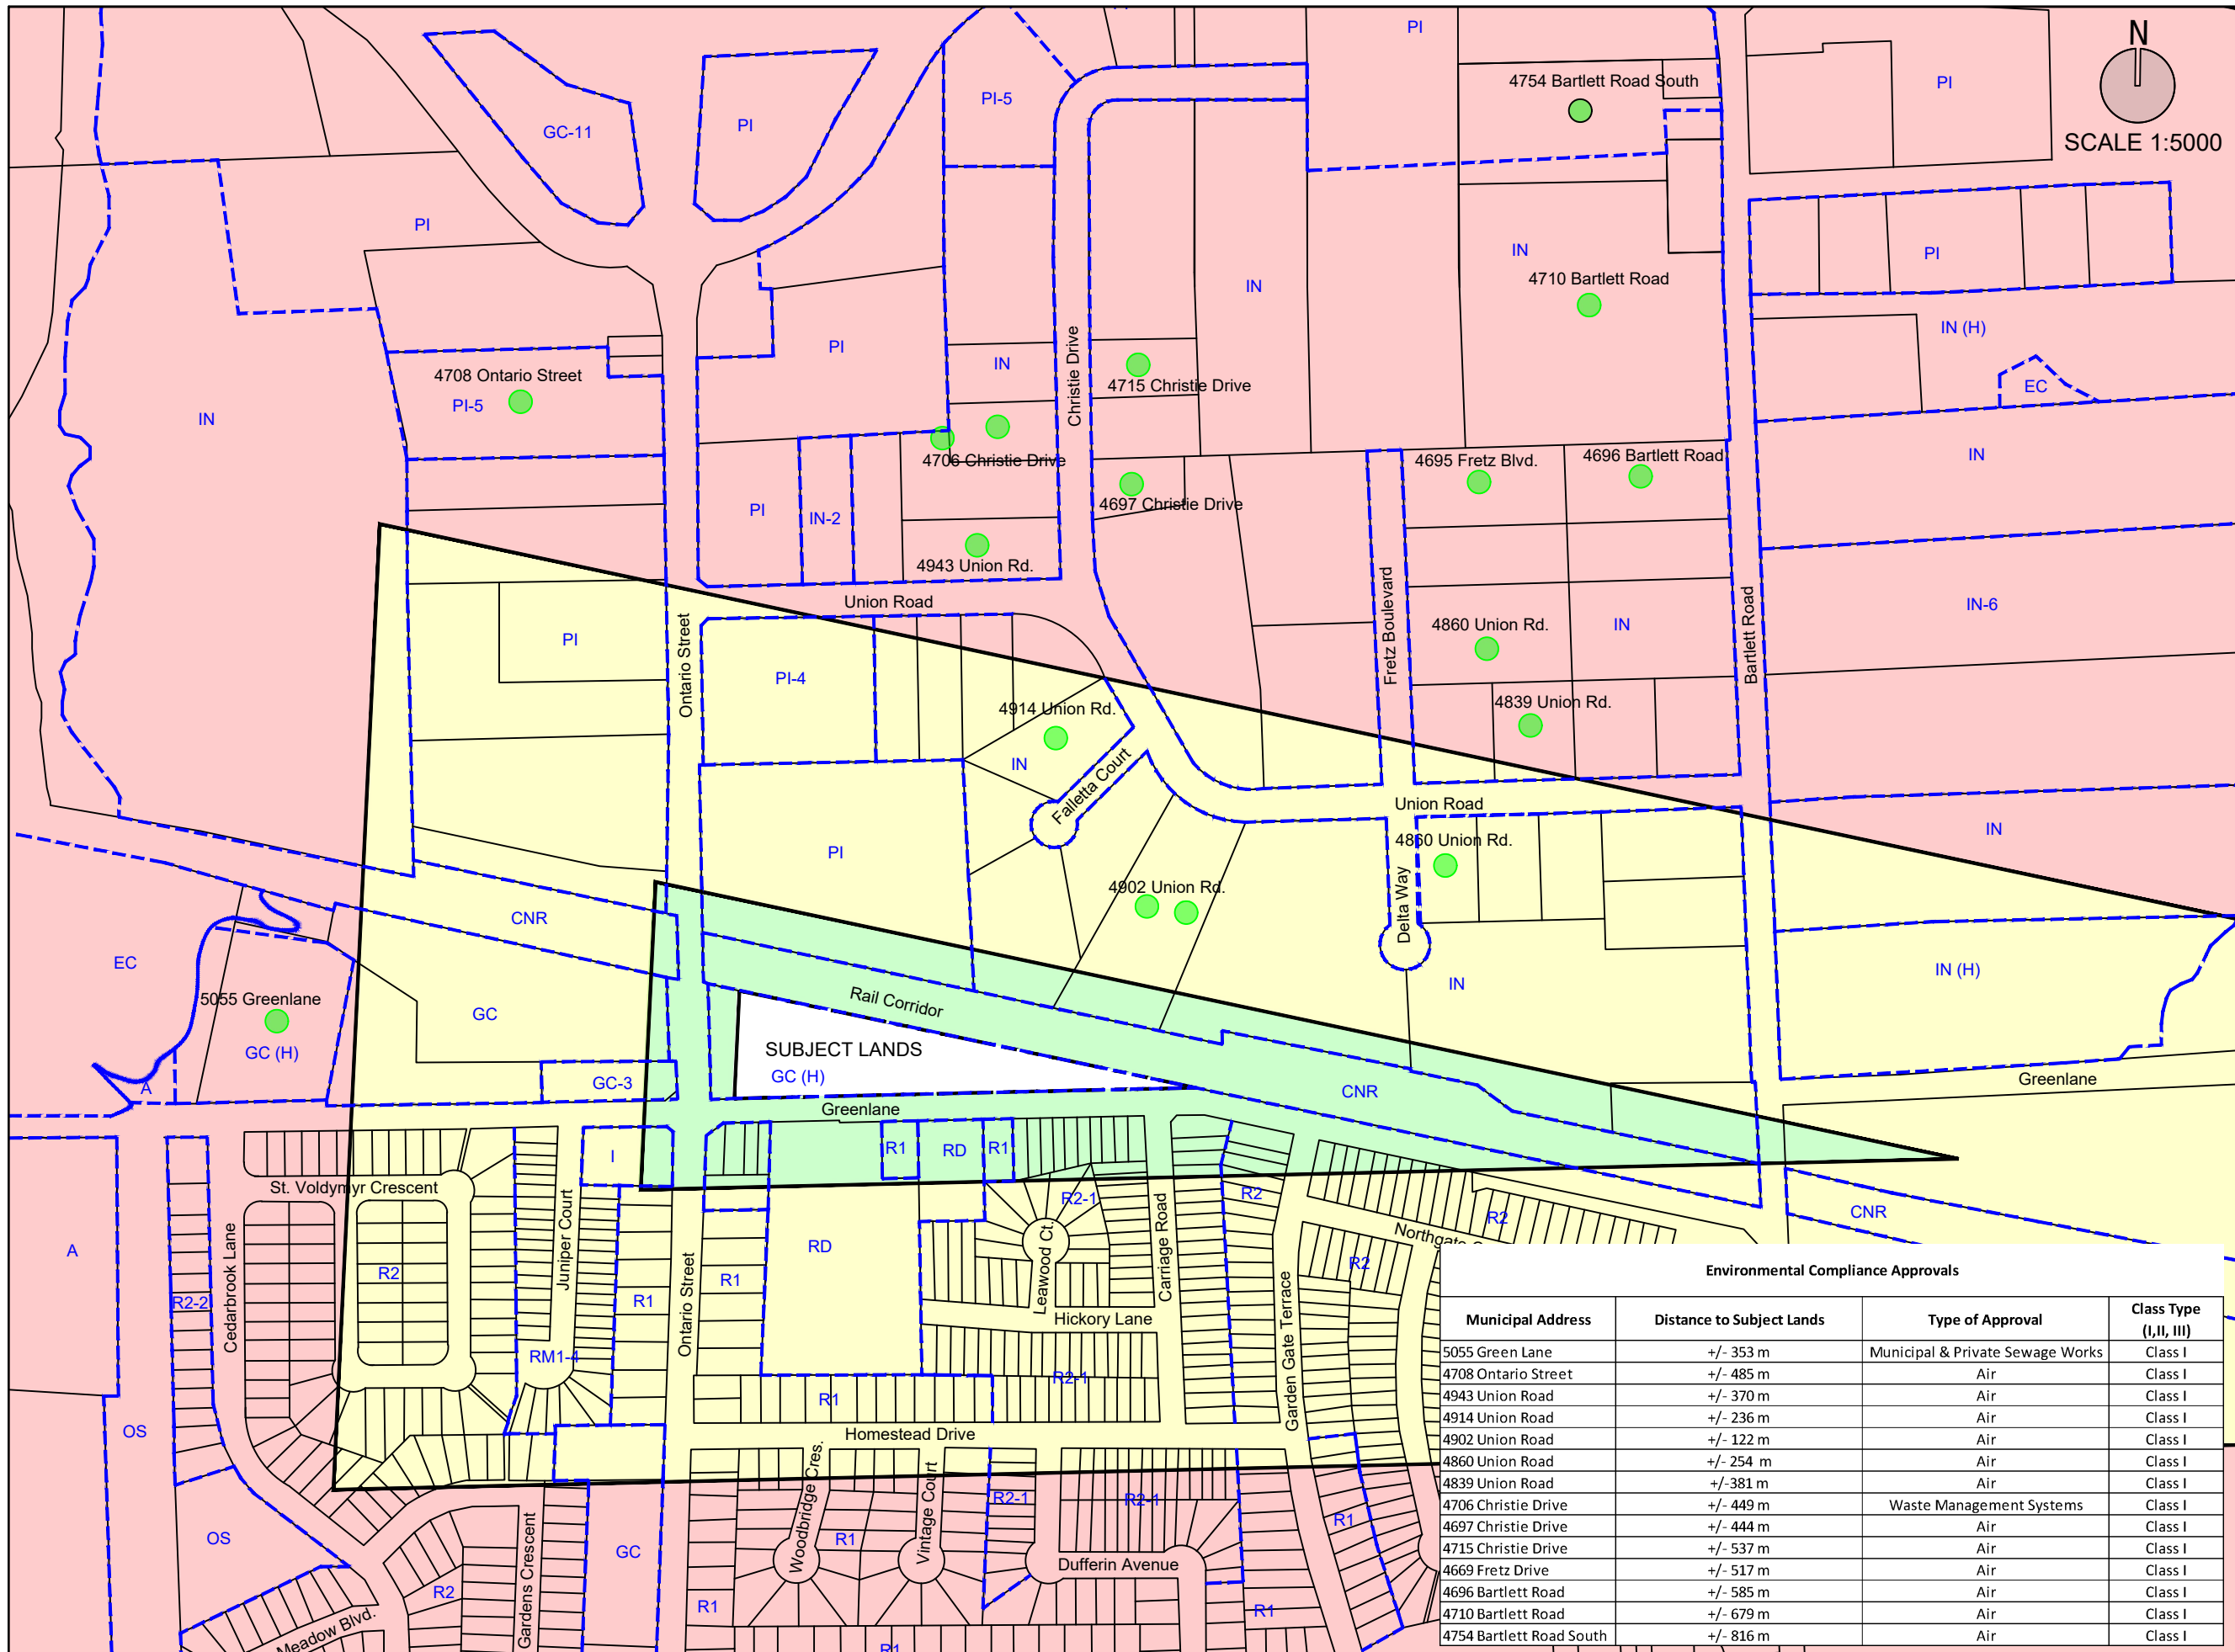 PI
N
4754 Bartlett Road South
PI
PI-5
PI
GC-11
SCALE 1:5000
PI
IN
PI
4710 Bartlett Road
IN
IN (H)
PI
IN
4715 Christie Drive
EC
4708 Ontario Street
PI-5
IN
Christie Drive
4706 Christie Drive
4695 Fretz Blvd.
4696 Bartlett Road
IN
4697 Christie Drive
PI
IN-2
4943 Union Rd.
Union Road
IN-6
Fretz Boulevard
4860 Union Rd.
IN
Bartlett Road
PI
Ontario Street
PI-4
4914 Union Rd.
4839 Union Rd.
IN
Falletta Court
Union Road
IN
4860 Union Rd.
PI
4902 Union Rd.
Delta Way
CNR
EC
IN (H)
IN
5055 Greenlane
GC
Rail Corridor
GC (H)
SUBJECT LANDS
GC (H)
GC-3
CNR
Greenlane
A
Greenlane
I
R1
RD
R1
St. Voldymyr Crescent
R2-1
R2
R2
CNR
Juniper Court
Carriage Road
Northgate
A
Cedarbrook Lane
R2
RD
Leawood Ct.
R2
R2-2
R1
R1
Ontario Street
Hickory Lane
Garden Gate Terrace
RM1-4
R2-1
R1
OS
Homestead Drive
Woodbridge Cres.
Vintage Court
R2-1
R2-1
R1
OS
Gardens Crescent
GC
R1
Dufferin Avenue
R2
R1
R1
Meadow Blvd.
R1
Environmental Compliance Approvals
Municipal Address Distance to Subject Lands Type of Approval Class Type (I,II, III)
5055 Green Lane +/- 353 m Municipal & Private Sewage Works Class I
4708 Ontario Street +/- 485 m Air Class I
4943 Union Road +/- 370 m Air Class I
4914 Union Road +/- 236 m Air Class I
4902 Union Road +/- 122 m Air Class I
4860 Union Road +/- 254 m Air Class I
4839 Union Road +/-381 m Air Class I
4706 Christie Drive +/- 449 m Waste Management Systems Class I
4697 Christie Drive +/- 444 m Air Class I
4715 Christie Drive +/- 537 m Air Class I
4669 Fretz Drive +/- 517 m Air Class I
4696 Bartlett Road +/- 585 m Air Class I
4710 Bartlett Road +/- 679 m Air Class I
4754 Bartlett Road South +/- 816 m Air Class I